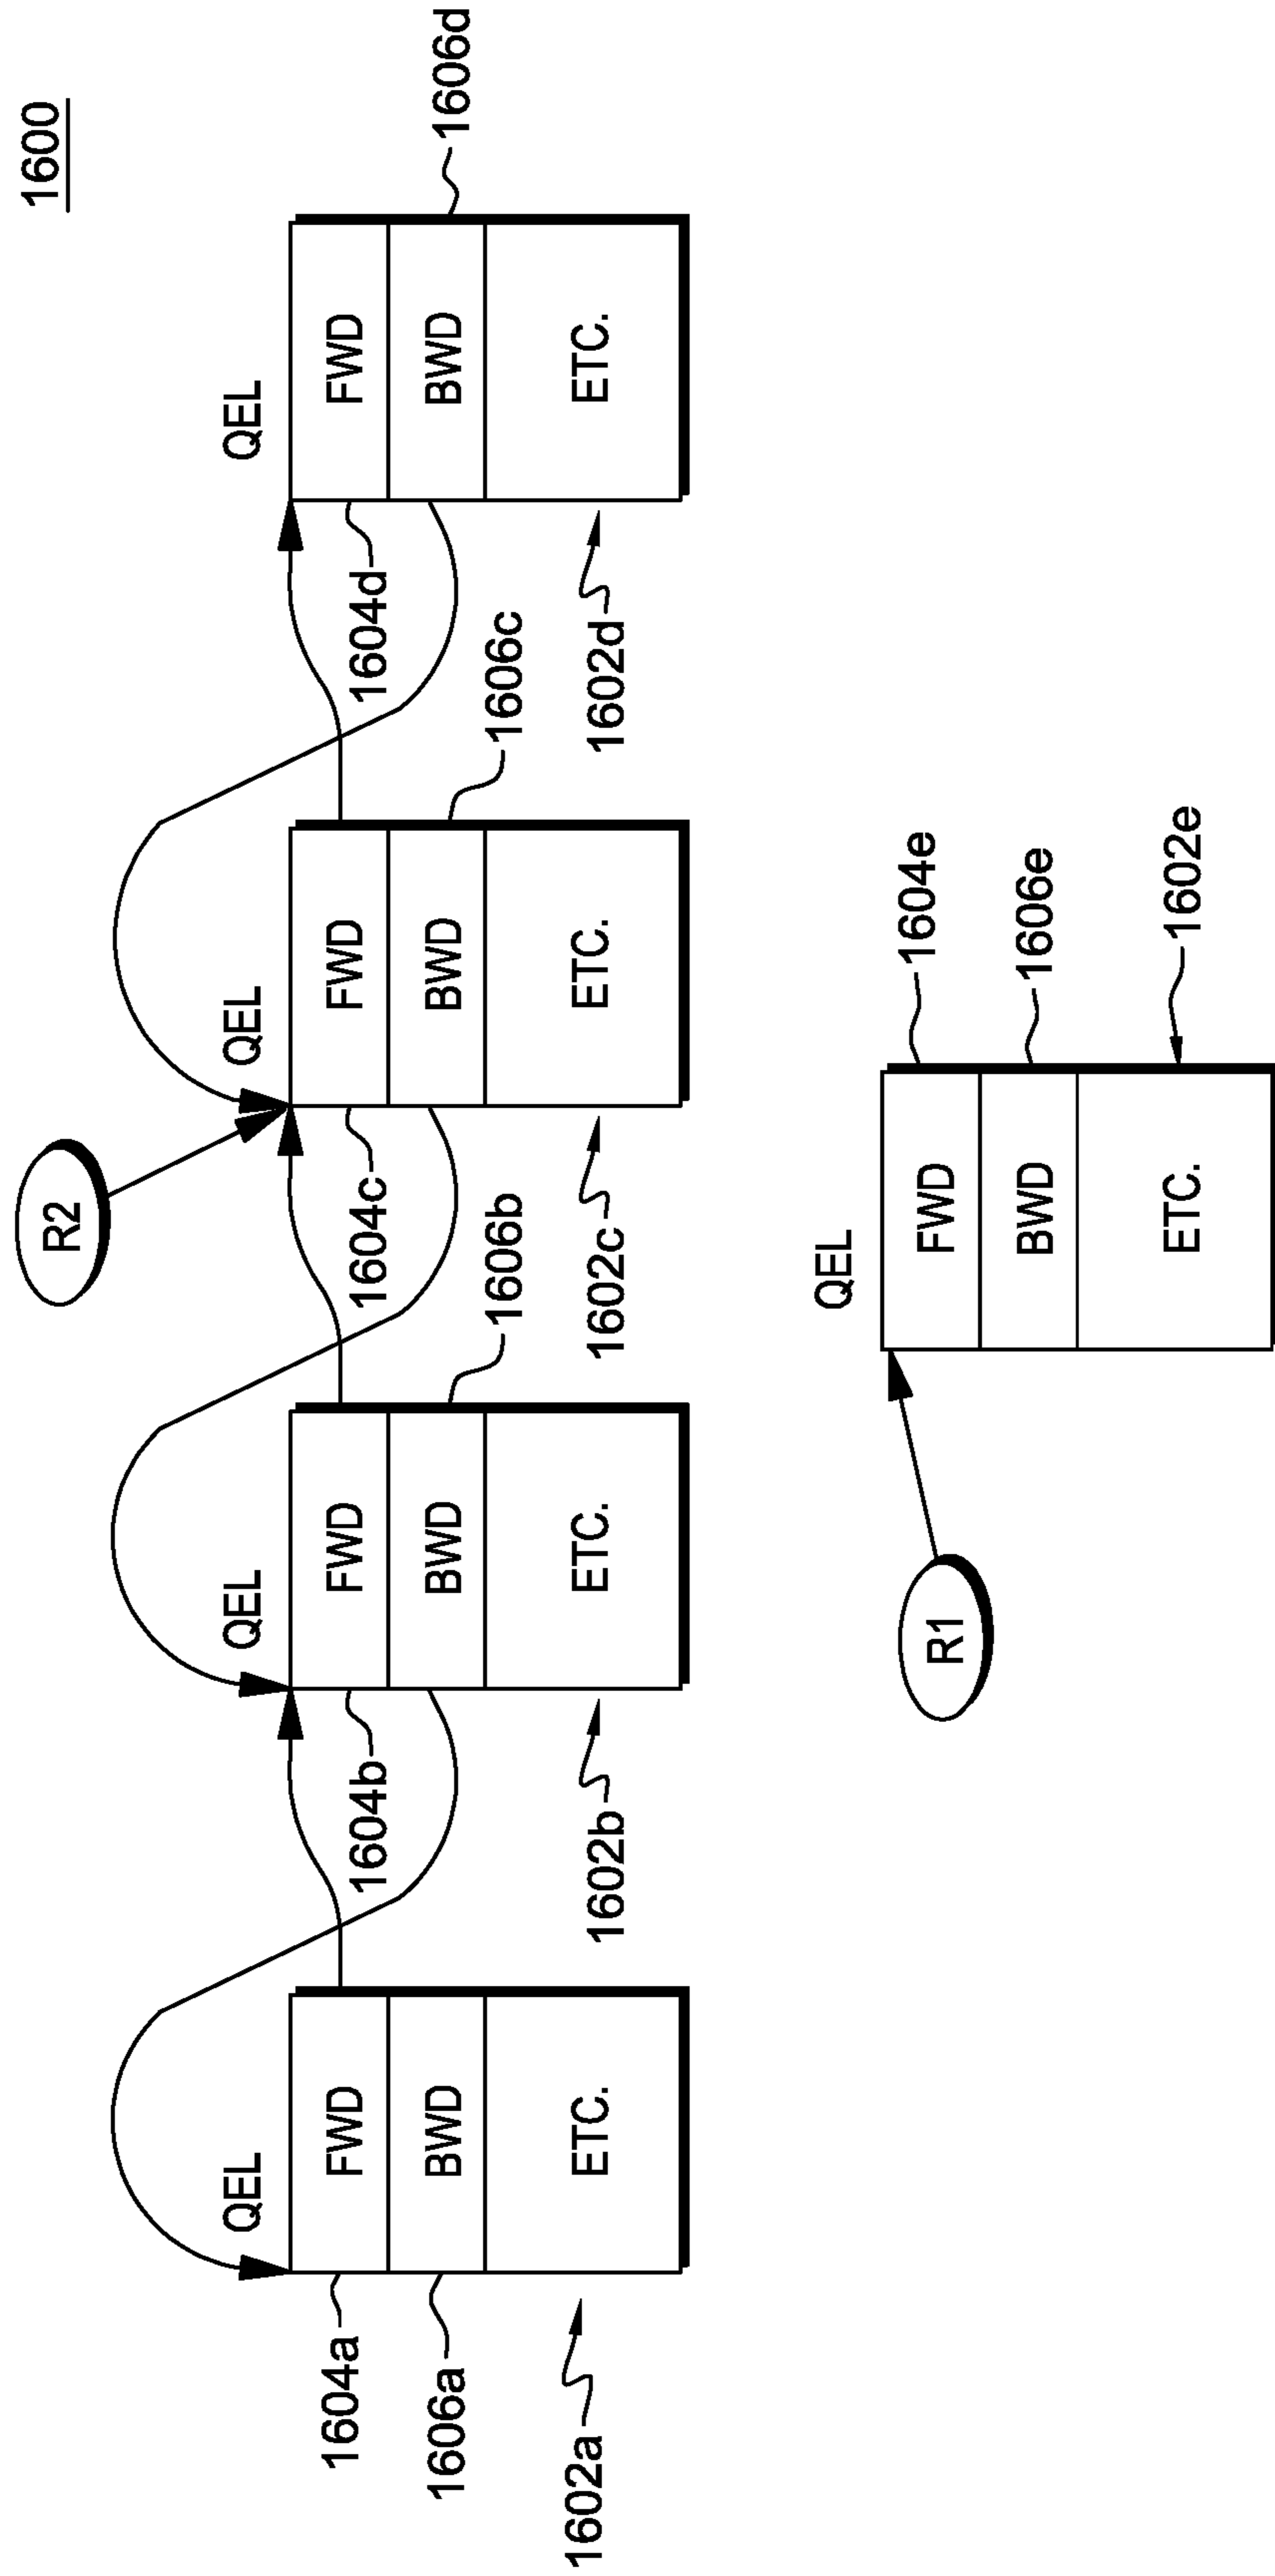 1600
R2
QEL
QEL
QEL
QEL
FWD
FWD
FWD
FWD
BWD
BWD
BWD
BWD
ETC.
ETC.
ETC.
ETC.
1604a
1606a
1602a
1604b
1606b
1602b
1604c
1606c
1602c
1604d
1606d
1602d
R1
QEL
FWD
BWD
ETC.
1604e
1606e
1602e